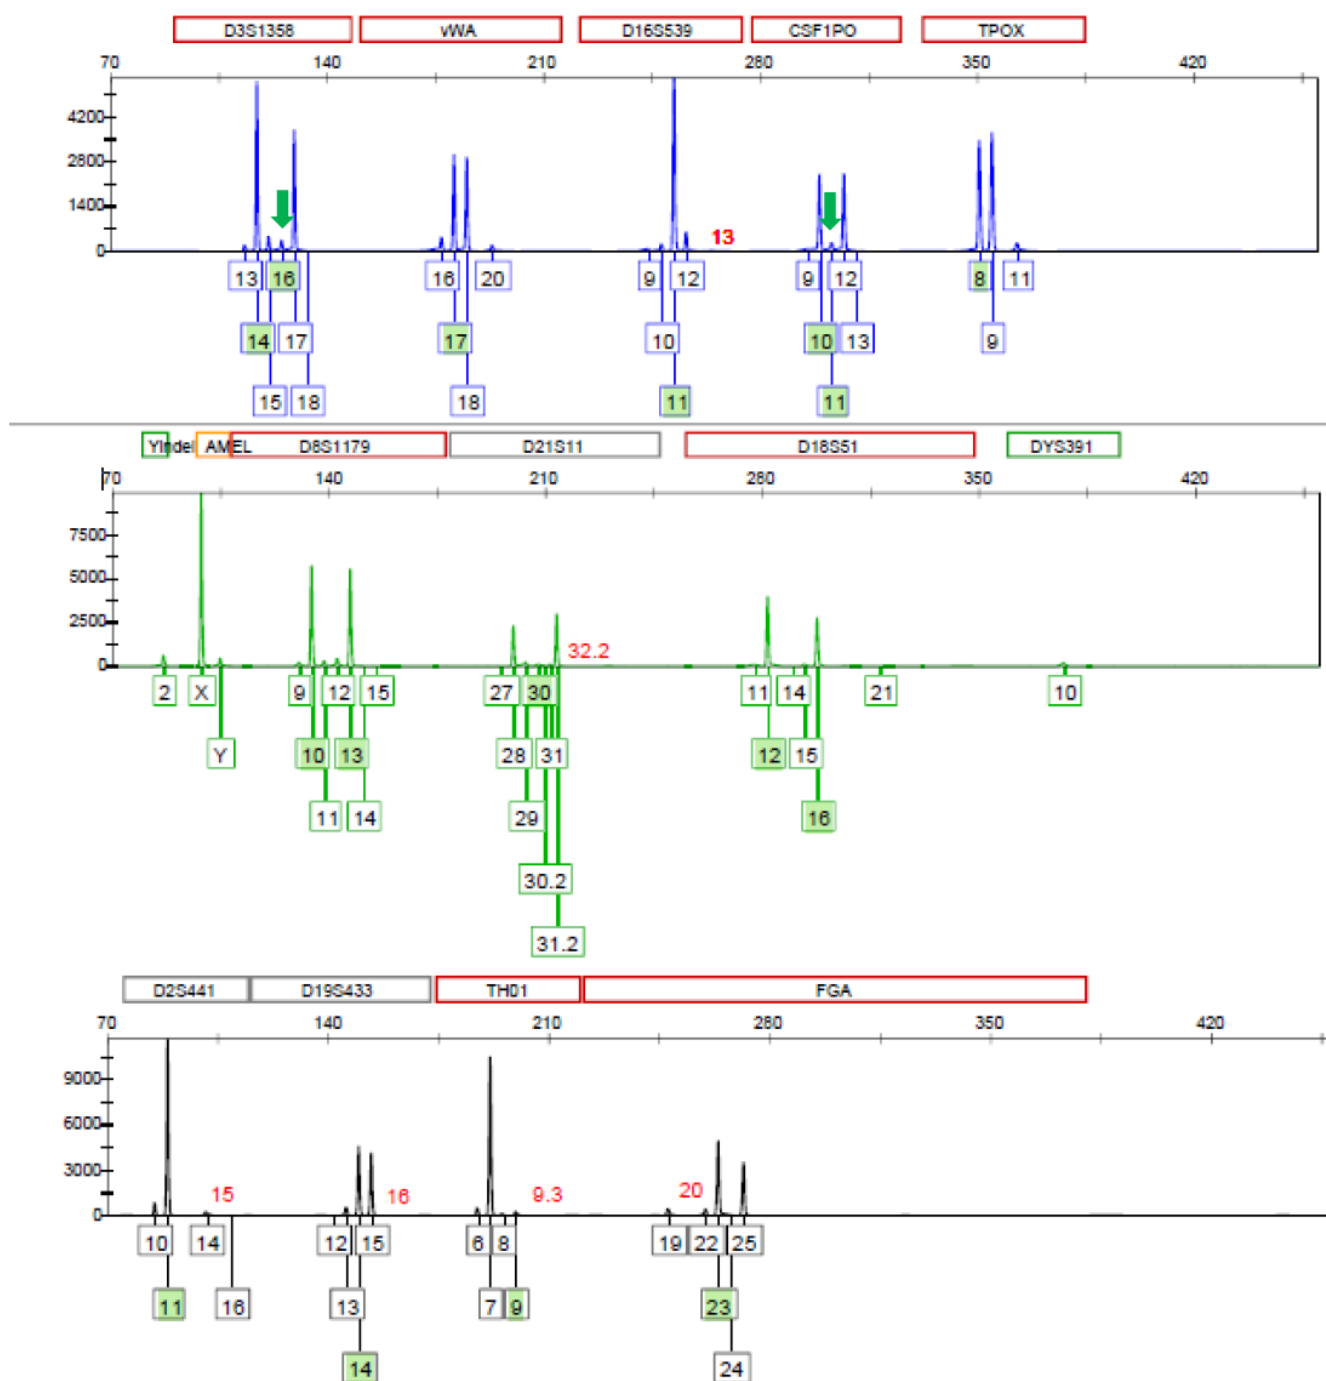 D3S1358 vWA D16S539 CSF1PO TPOX
70 140 210 280 350 420
4200
2800
1400
0
13
13 16 16 20 9 12 9 12 8 11
14 17 17 10 10 13 9
15 18 18 11 11
Yindel AMEL D8S1179 D21S11 D18S51 DYS391
70 140 210 280 350 420
7500
5000
2500
0
32.2
2 X 9 12 15 27 30 11 14 21 10
Y 10 13 28 31 12 15
11 14 29 16
30.2
31.2
D2S441 D19S433 TH01 FGA
70 140 210 280 350 420
9000
6000
3000
0
15 16 9.3 20
10 14 12 15 6 8 19 22 25
11 16 13 7 9 23
14 24